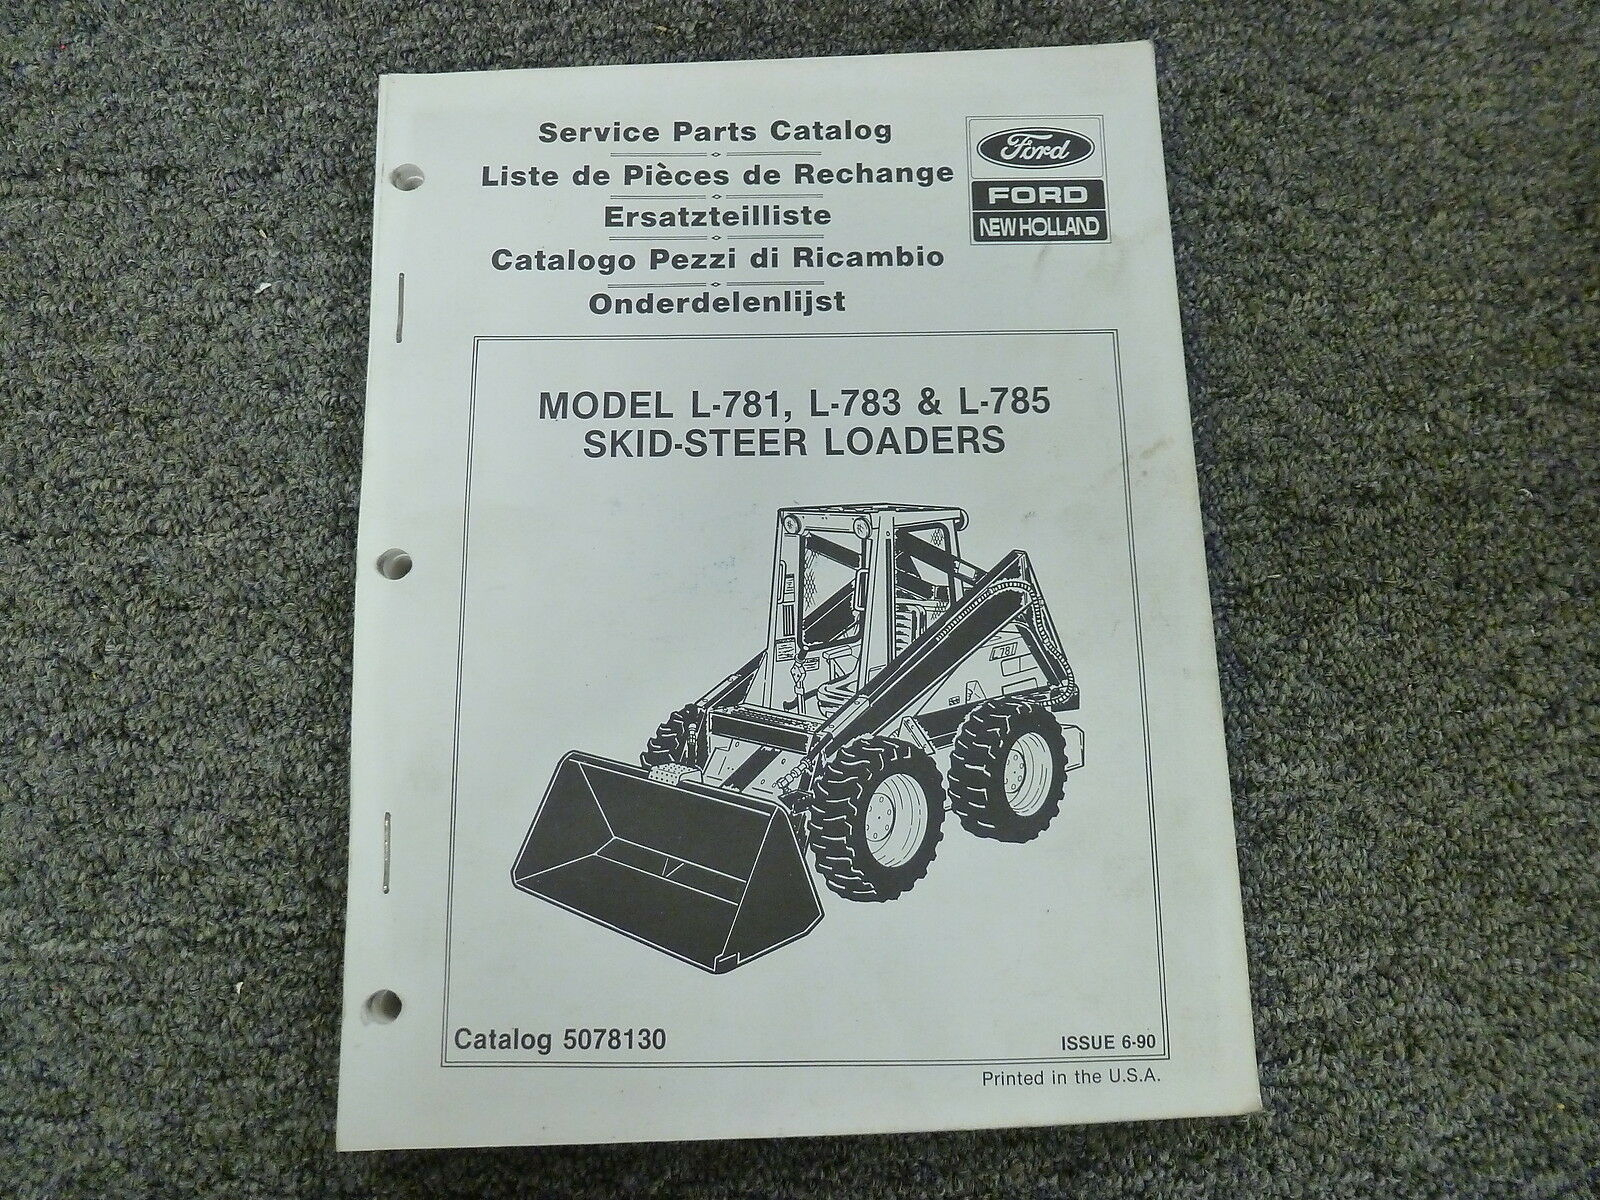 Service Parts Catalog
Liste de Pièces de Rechange
Ersatzteilliste
Catalogo Pezzi di Ricambio
Onderdelenlijst
Ford
FORD
NEW HOLLAND
MODEL L-781, L-783 & L-785
SKID-STEER LOADERS
L 781
Catalog 5078130
ISSUE 6-90
Printed in the U.S.A.